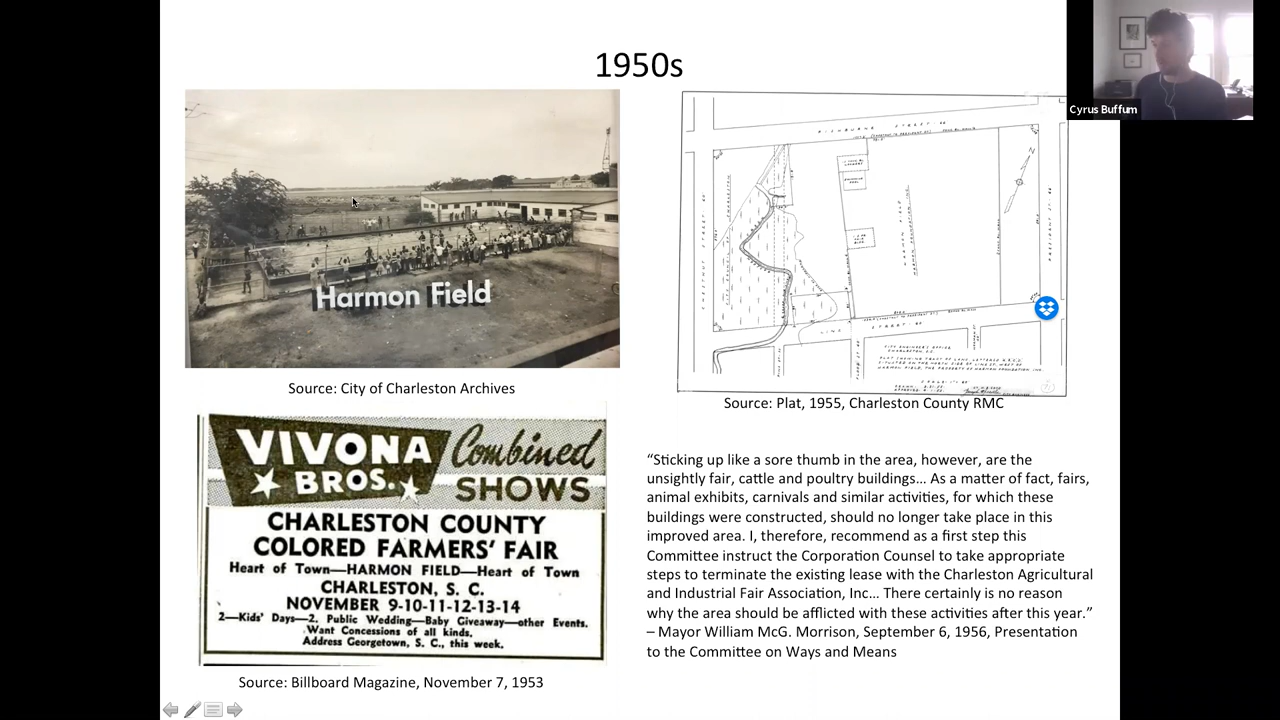 1950s
Cyrus Buffum
Harmon Field
Source: City of Charleston Archives
VIVONA
BROS.
Combined
SHOWS
CHARLESTON COUNTY
COLORED FARMERS' FAIR
Heart of Town—HARMON FIELD—Heart of Town
CHARLESTON, S. C.
NOVEMBER 9-10-11-12-13-14
2—Kids' Days—2. Public Wedding—Baby Giveaway—other Events.
Want Concessions of all kinds.
Address Georgetown, S. C., this week.
Source: Billboard Magazine, November 7, 1953
STREET
CITY ENGINEER'S OFFICE
CHARLESTON, S.C.
Source: Plat, 1955, Charleston County RMC
“Sticking up like a sore thumb in the area, however, are the
unsightly fair, cattle and poultry buildings... As a matter of fact, fairs,
animal exhibits, carnivals and similar activities, for which these
buildings were constructed, should no longer take place in this
improved area. I, therefore, recommend as a first step this
Committee instruct the Corporation Counsel to take appropriate
steps to terminate the existing lease with the Charleston Agricultural
and Industrial Fair Association, Inc... There certainly is no reason
why the area should be afflicted with these activities after this year.”
– Mayor William McG. Morrison, September 6, 1956, Presentation
to the Committee on Ways and Means